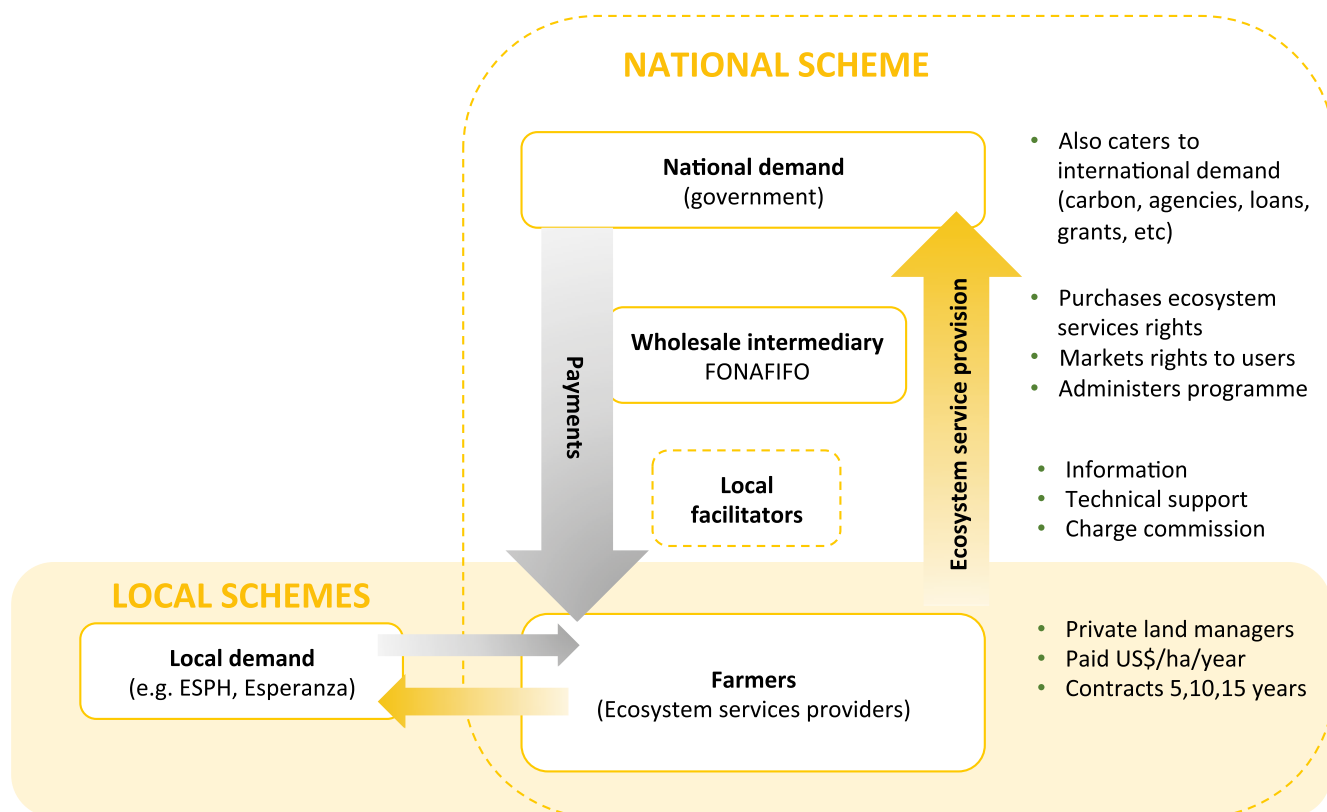 NATIONAL SCHEME
National demand
(government)
• Also caters to
international demand
(carbon, agencies, loans,
grants, etc)
Payments
Wholesale intermediary
FONAFIFO
Ecosystem service provision
• Purchases ecosystem
services rights
• Markets rights to users
• Administers programme
Local
facilitators
• Information
• Technical support
• Charge commission
LOCAL SCHEMES
Local demand
(e.g. ESPH, Esperanza)
Farmers
(Ecosystem services providers)
• Private land managers
• Paid US$/ha/year
• Contracts 5,10,15 years